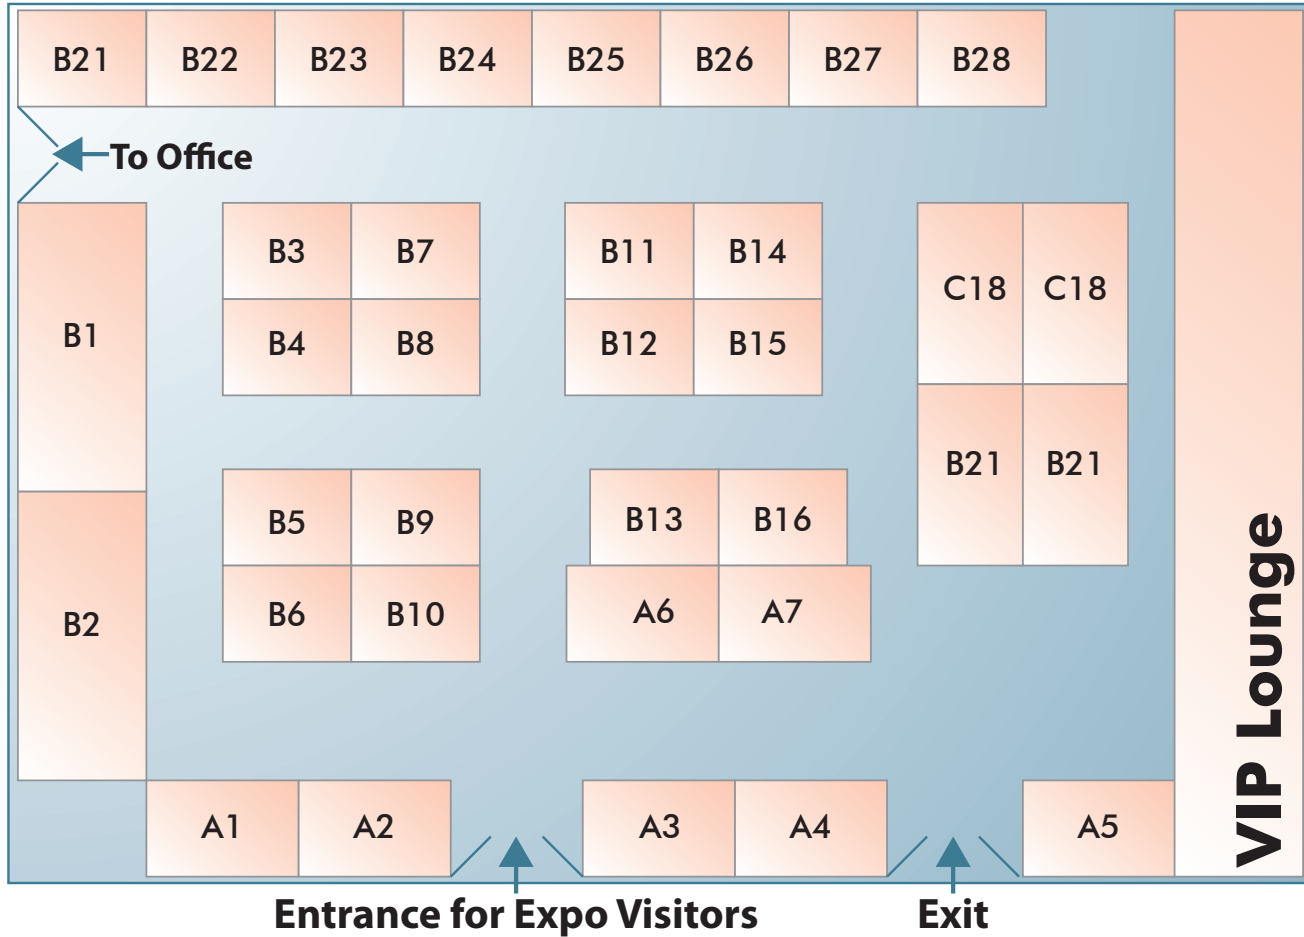 B21 B22 B23 B24 B25 B26 B27 B28
To Office
B3 B7 B11 B14
C18 C18
B1
B4 B8 B12 B15
B21 B21
B5 B9 B13 B16
B2
B6 B10 A6 A7
VIP Lounge
A1 A2 A3 A4 A5
Entrance for Expo Visitors Exit